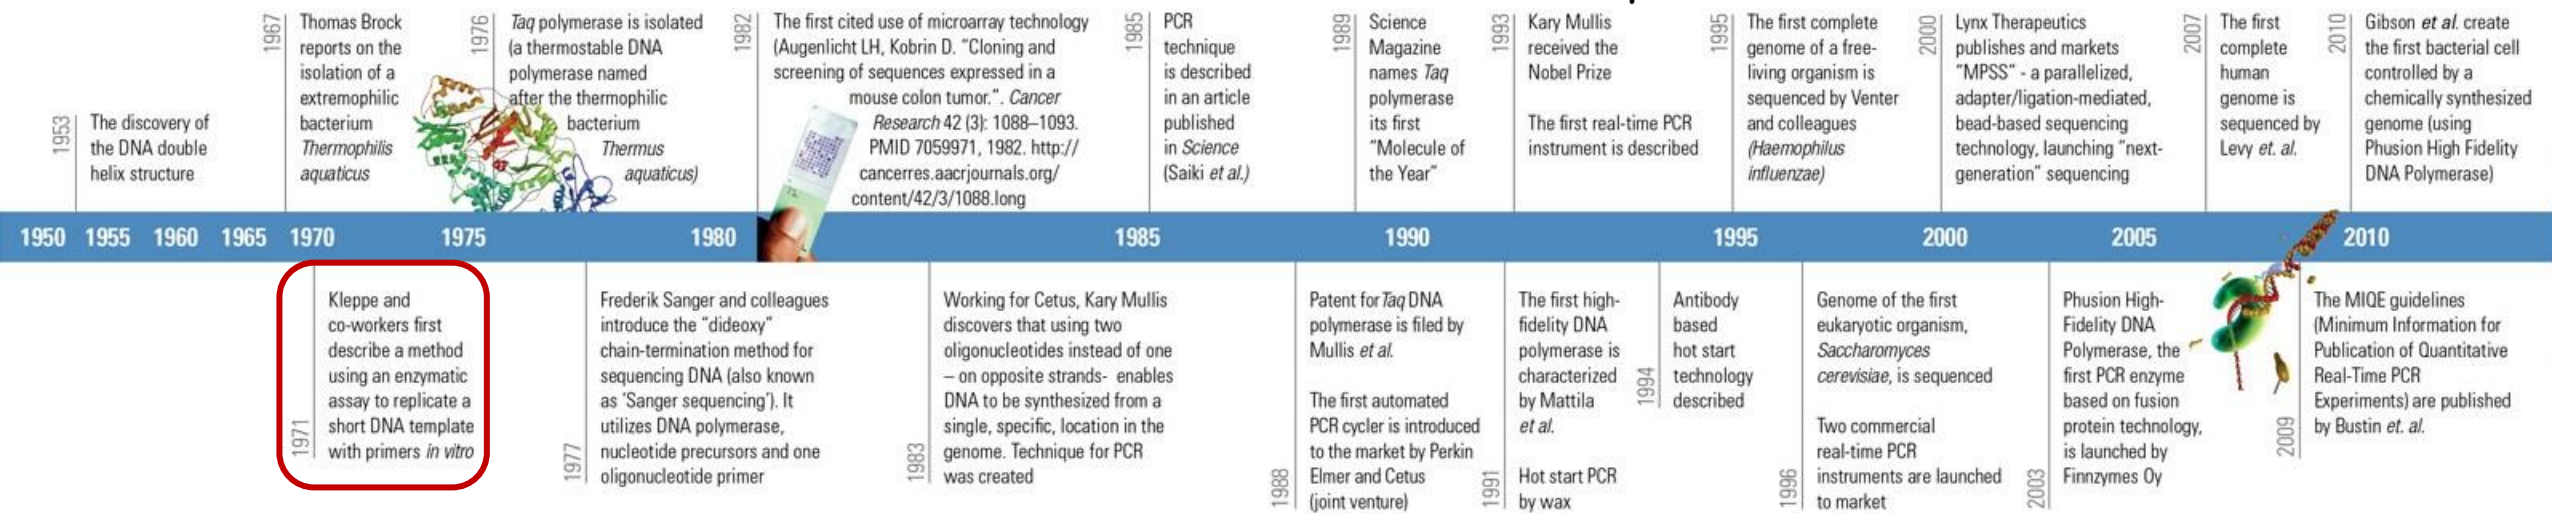 1953
The discovery of
the DNA double
helix structure
1967
Thomas Brock
reports on the
isolation of a
extremophilic
bacterium
Thermophilis
aquaticus
1976
Taq polymerase is isolated
(a thermostable DNA
polymerase named
after the thermophilic
bacterium
Thermus
aquaticus)
1982
The first cited use of microarray technology
(Augenlicht LH, Kobrin D. "Cloning and
screening of sequences expressed in a
mouse colon tumor.". Cancer
Research 42 (3): 1088–1093.
PMID 7059971, 1982. http://
cancerres.aacrjournals.org/
content/42/3/1088.long
1985
PCR
technique
is described
in an article
published
in Science
(Saiki et al.)
1989
Science
Magazine
names Taq
polymerase
its first
"Molecule of
the Year"
1993
Kary Mullis
received the
Nobel Prize
The first real-time PCR
instrument is described
1995
The first complete
genome of a free-
living organism is
sequenced by Venter
and colleagues
(Haemophilus
influenzae)
2000
Lynx Therapeutics
publishes and markets
"MPSS" - a parallelized,
adapter/ligation-mediated,
bead-based sequencing
technology, launching "next-
generation" sequencing
2007
The first
complete
human
genome is
sequenced by
Levy et. al.
2010
Gibson et al. create
the first bacterial cell
controlled by a
chemically synthesized
genome (using
Phusion High Fidelity
DNA Polymerase)
1950 1955 1960 1965 1970 1975 1980 1985 1990 1995 2000 2005 2010
1971
Kleppe and
co-workers first
describe a method
using an enzymatic
assay to replicate a
short DNA template
with primers in vitro
1977
Frederik Sanger and colleagues
introduce the "dideoxy"
chain-termination method for
sequencing DNA (also known
as 'Sanger sequencing'). It
utilizes DNA polymerase,
nucleotide precursors and one
oligonucleotide primer
1983
Working for Cetus, Kary Mullis
discovers that using two
oligonucleotides instead of one
– on opposite strands- enables
DNA to be synthesized from a
single, specific, location in the
genome. Technique for PCR
was created
1988
Patent for Taq DNA
polymerase is filed by
Mullis et al.
The first automated
PCR cycler is introduced
to the market by Perkin
Elmer and Cetus
(joint venture)
1991
The first high-
fidelity DNA
polymerase is
characterized
by Mattila
et al.
Hot start PCR
by wax
1994
Antibody
based
hot start
technology
described
1996
Genome of the first
eukaryotic organism,
Saccharomyces
cerevisiae, is sequenced
Two commercial
real-time PCR
instruments are launched
to market
2003
Phusion High-
Fidelity DNA
Polymerase, the
first PCR enzyme
based on fusion
protein technology,
is launched by
Finnzymes Oy
2009
The MIQE guidelines
(Minimum Information for
Publication of Quantitative
Real-Time PCR
Experiments) are published
by Bustin et. al.